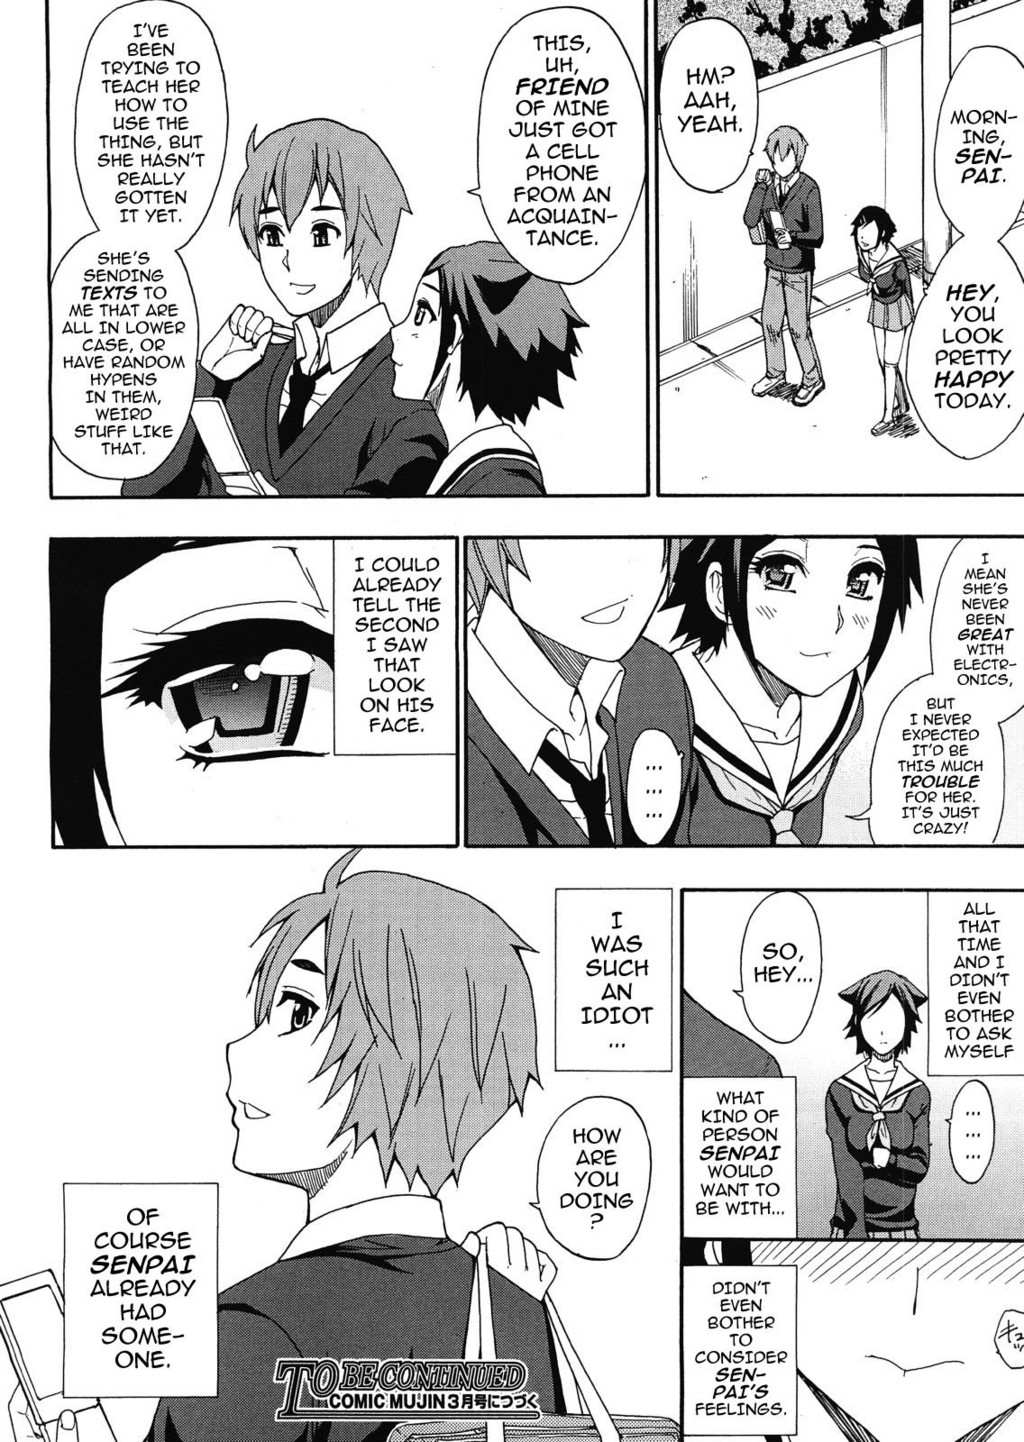 MORN-
ING,
SEN-
PAI.
HEY,
YOU
LOOK
PRETTY
HAPPY
TODAY.
HM?
AAH,
YEAH.
THIS,
UH,
FRIEND
OF MINE
JUST GOT
A CELL
PHONE
FROM AN
ACQUAIN-
TANCE.
I'VE
BEEN
TRYING TO
TEACH HER
HOW TO
USE THE
THING, BUT
SHE HASN'T
REALLY
GOTTEN
IT YET.
SHE'S
SENDING
TEXTS TO
ME THAT ARE
ALL IN LOWER
CASE, OR
HAVE RANDOM
HYPENS
IN THEM,
WEIRD
STUFF LIKE
THAT.
I
MEAN
SHE'S
NEVER
BEEN
GREAT
WITH
ELECTR-
ONICS,
BUT
I NEVER
EXPECTED
IT'D BE
THIS MUCH
TROUBLE
FOR HER.
IT'S JUST
CRAZY!
...
...
...
I COULD
ALREADY
TELL THE
SECOND
I SAW
THAT
LOOK
ON HIS
FACE.
ALL
THAT
TIME
AND I
DIDN'T
EVEN
BOTHER
TO ASK
MYSELF
SO,
HEY...
...
...
...
WHAT
KIND OF
PERSON
SENPAI
WOULD
WANT TO
BE WITH...
DIDN'T
EVEN
BOTHER
TO
CONSIDER
SEN-
PAI'S
FEELINGS.
I
WAS
SUCH
AN
IDIOT
...
HOW
ARE
YOU
DOING
?
OF
COURSE
SENPAI
ALREADY
HAD
SOME-
ONE.
TO BE CONTINUED
COMIC MUJIN3月号につづく